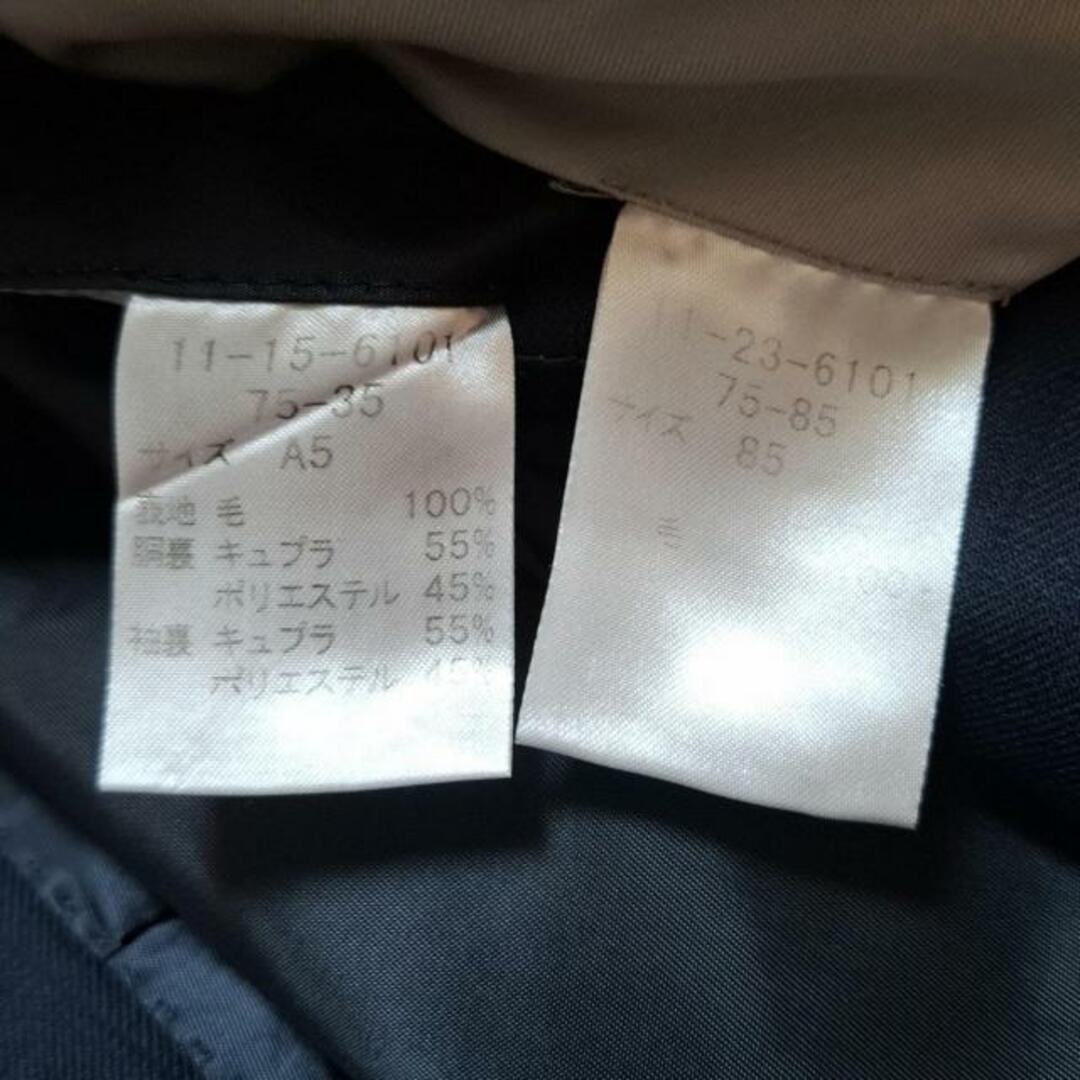 11-15-6101
75-35
サイズ A5
表地 毛 100%
胴裏 キュプラ 55%
ポリエステル 45%
袖裏 キュプラ 55%
ポリエステル 45%
11-23-6101
75-85
サイズ 85
毛 100%